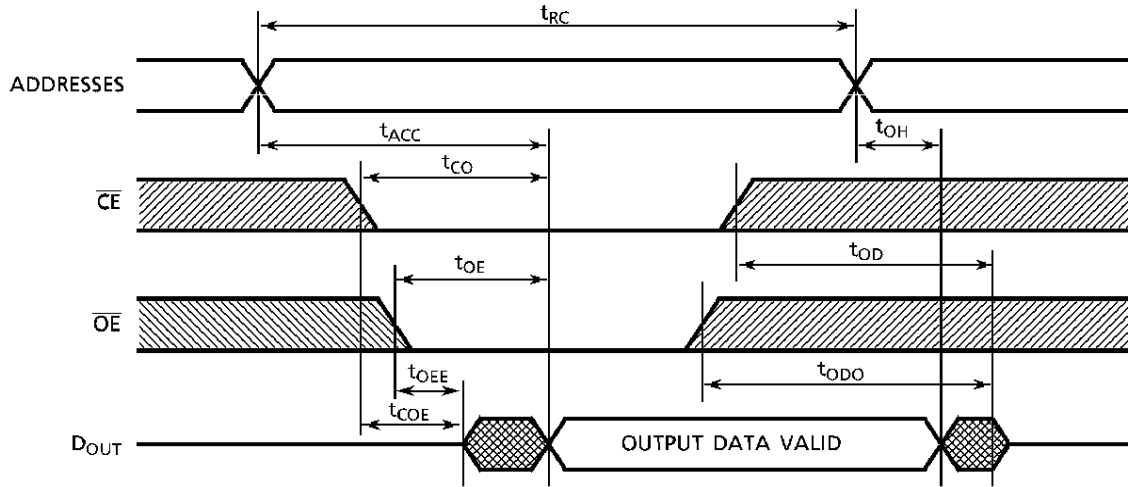 tRC
ADDRESSES
tACC
tOH
tCO
CE
tOE
tOD
OE
tOEE
tODO
tCOE
DOUT
OUTPUT DATA VALID